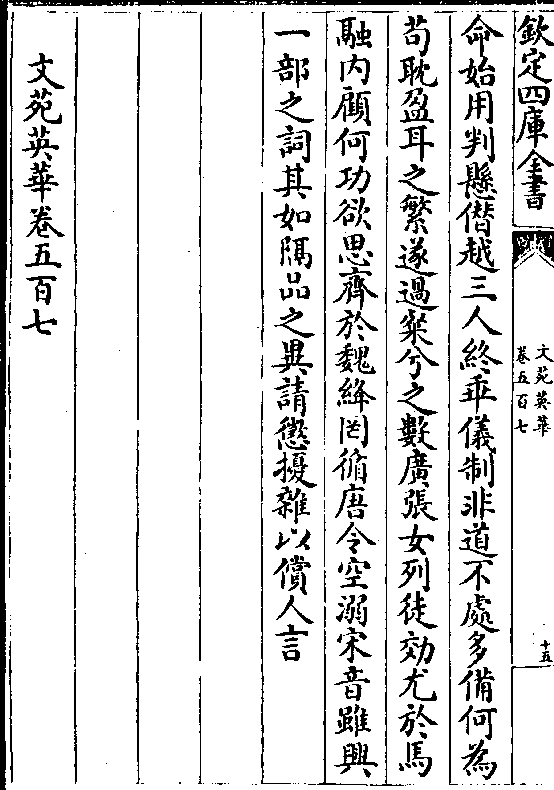 欽定四庫全書
文苑英華
卷五百七
十五
命始用判懸僭越三人終乖儀制非道不處多備何為
苟耽盈耳之繁遂過粲兮之數廣張女列徒效尤於馬
融内顧何功欲思齊於魏絳罔循唐令空溺宋音雖興
一部之詞其如隔品之異請懲擾雜以償人言
文苑英華卷五百七